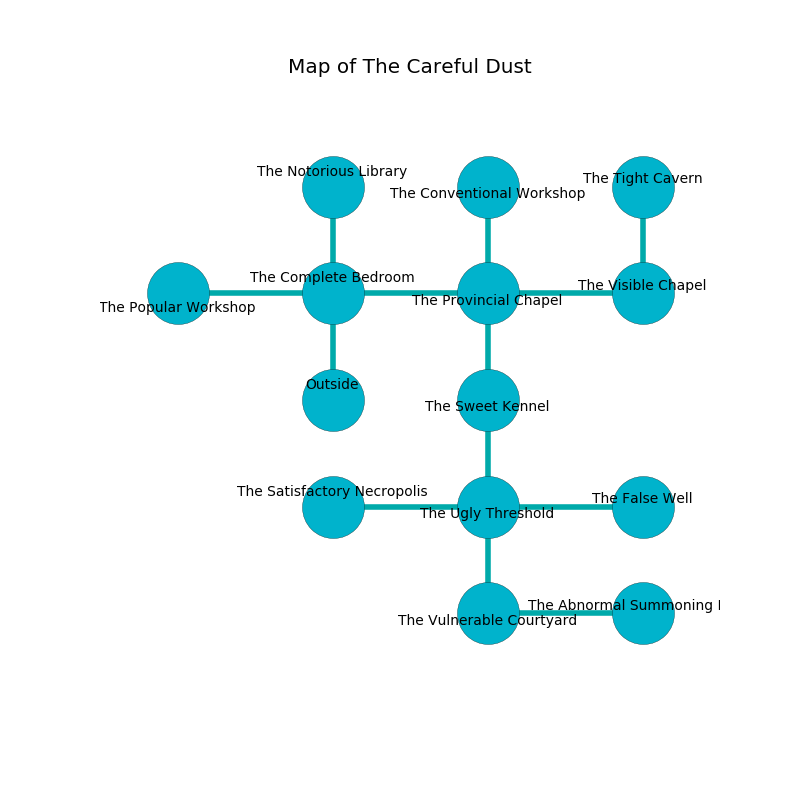 Map of The Careful Dust
The Notorious Library
The Conventional Workshop
The Tight Cavern
The Complete Bedroom
The Provincial Chapel
The Visible Chapel
The Popular Workshop
Outside
The Sweet Kennel
The Satisfactory Necropolis
The Ugly Threshold
The False Well
The Vulnerable Courtyard
The Abnormal Summoning